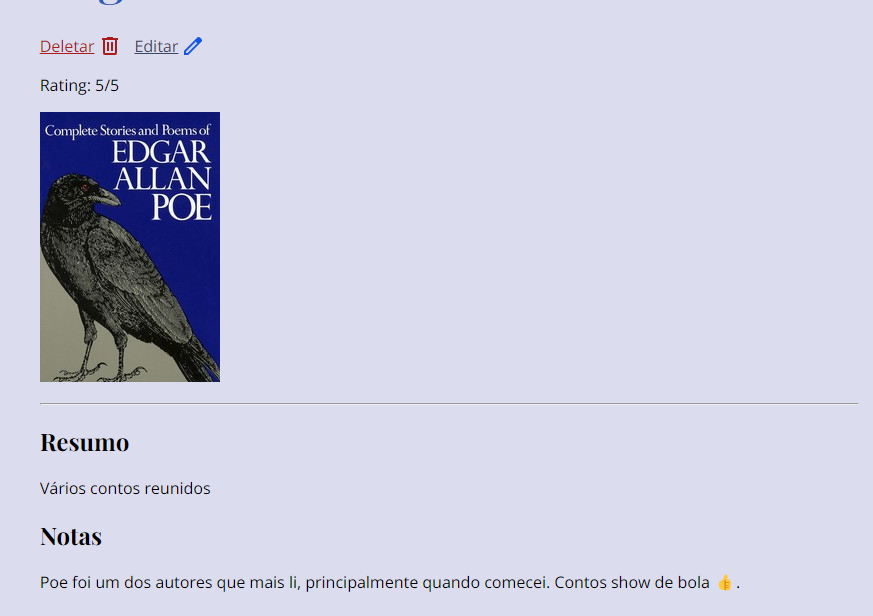 Deletar Editar
Rating: 5/5
Complete Stories and Poems of
EDGAR
ALLAN
POE
Resumo
Vários contos reunidos
Notas
Poe foi um dos autores que mais li, principalmente quando comecei. Contos show de bola 👍 .